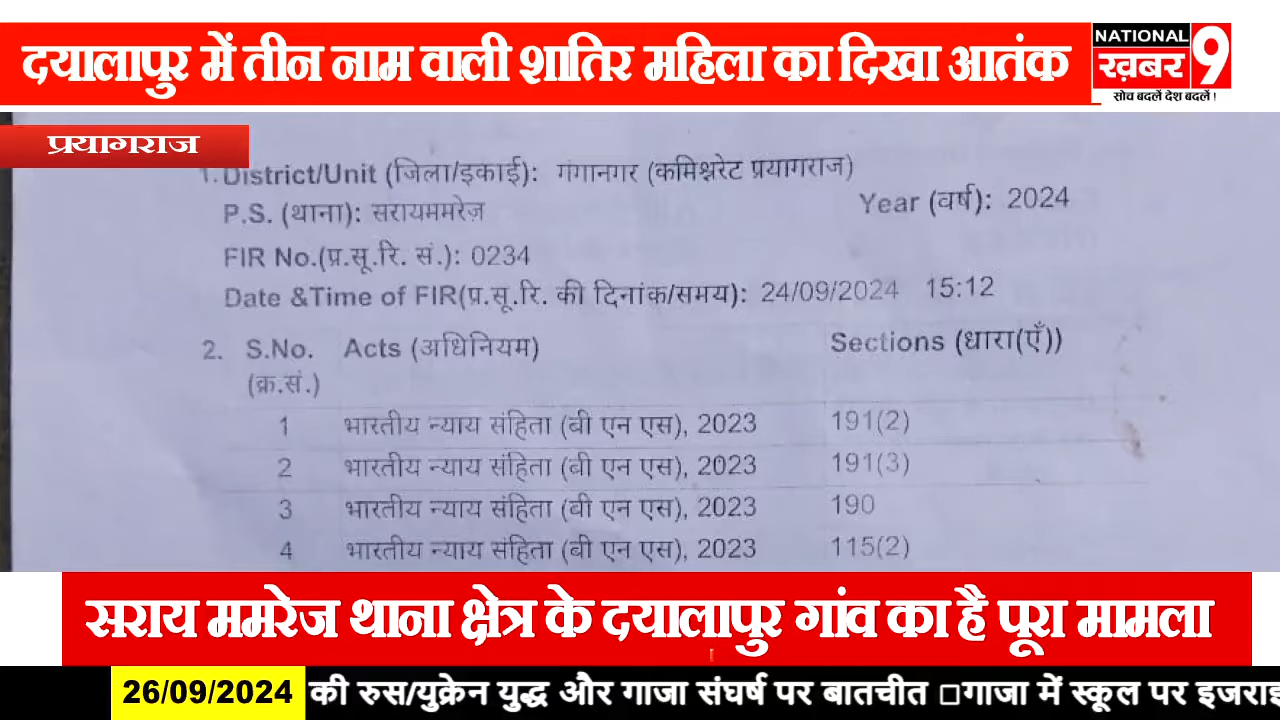 दयालापुर में तीन नाम वाली शातिर महिला का दिखा आतंक
NATIONAL
ख़बर 9
सोच बदलें देश बदलें !
प्रयागराज
1. District/Unit (जिला/इकाई): गंगानगर (कमिश्नरेट प्रयागराज)
P.S. (थाना): सरायममरेज़
Year (वर्ष): 2024
FIR No.(प्र.सू.रि. सं.): 0234
Date &Time of FIR(प्र.सू.रि. की दिनांक/समय): 24/09/2024 15:12
2. S.No. Acts (अधिनियम) Sections (धारा(एँ))
(क्र.सं.)
1 भारतीय न्याय संहिता (बी एन एस), 2023 191(2)
2 भारतीय न्याय संहिता (बी एन एस), 2023 191(3)
3 भारतीय न्याय संहिता (बी एन एस), 2023 190
4 भारतीय न्याय संहिता (बी एन एस), 2023 115(2)
सराय ममरेज थाना क्षेत्र के दयालापुर गांव का है पूरा मामला
26/09/2024 की रुस/युक्रेन युद्ध और गाजा संघर्ष पर बातचीत □गाजा में स्कूल पर इजराइ